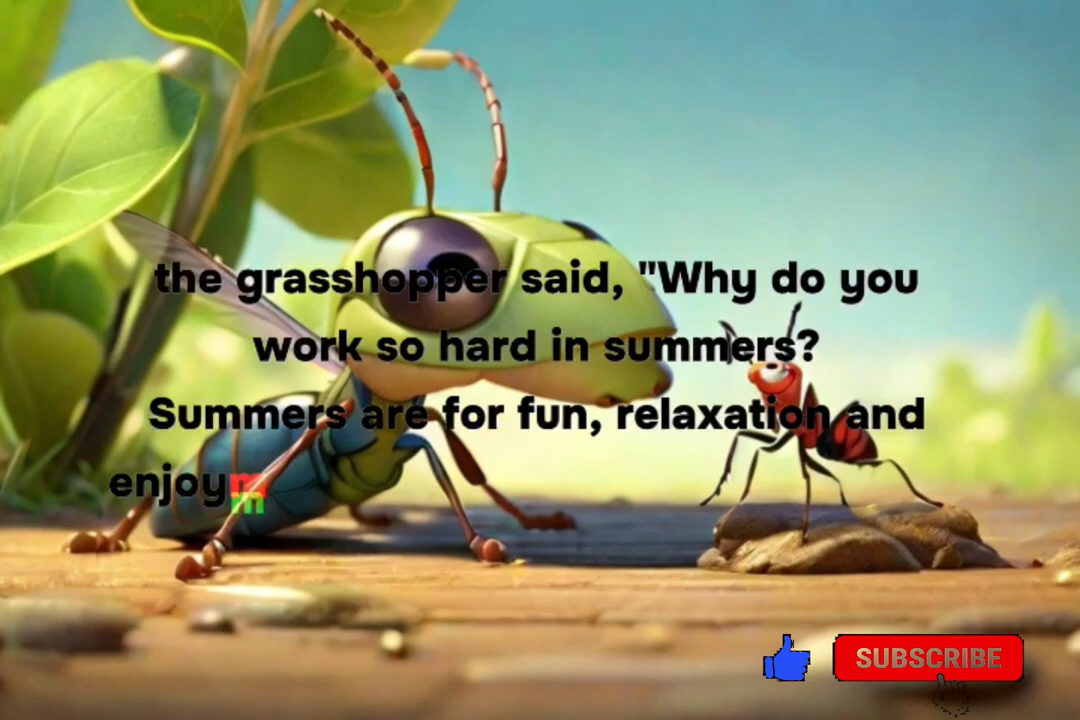 the grasshopper said, "Why do you
work so hard in summers?
Summers are for fun, relaxation and
enjoym
SUBSCRIBE